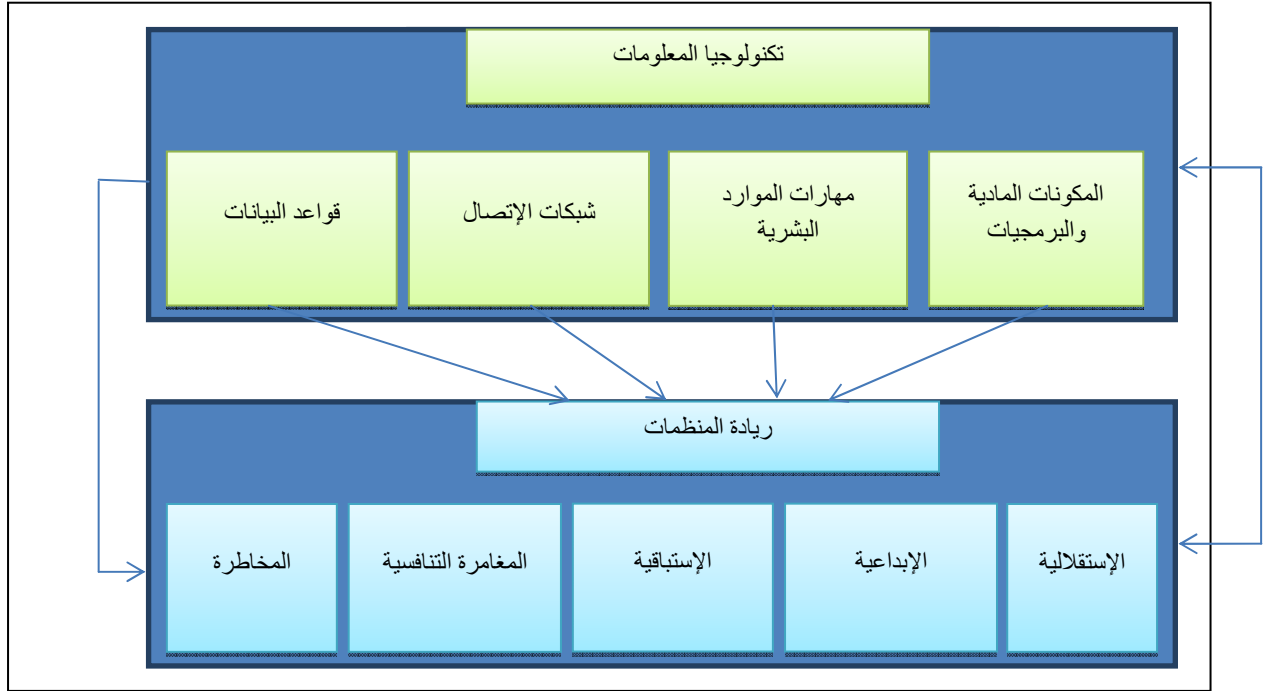 تكنولوجيا المعلومات
المكونات المادية
والبرمجيات
مهارات الموارد
البشرية
شبكات الإتصال
قواعد البيانات
ريادة المنظمات
الإستقلالية
الإبداعية
الإستباقية
المغامرة التنافسية
المخاطرة